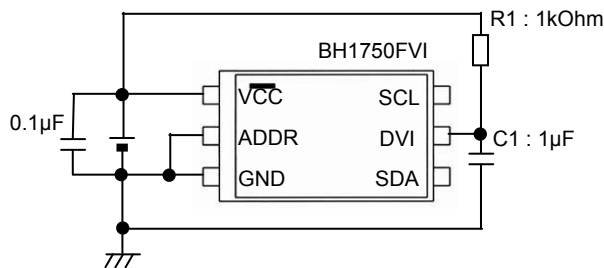 R1 : 1kOhm
BH1750FVI
VCC SCL
0.1µF
ADDR DVI
C1 : 1µF
GND SDA